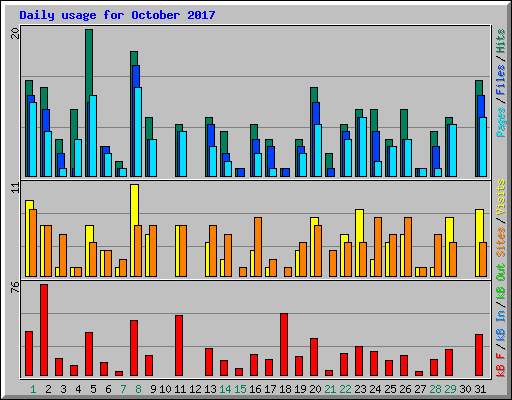 Daily usage for October 2017
20
Pages / Files / Hits
11
Sites / Visits
76
kB F / kB In / kB Out
1 2 3 4 5 6 7 8 9 10 11 12 13 14 15 16 17 18 19 20 21 22 23 24 25 26 27 28 29 30 31